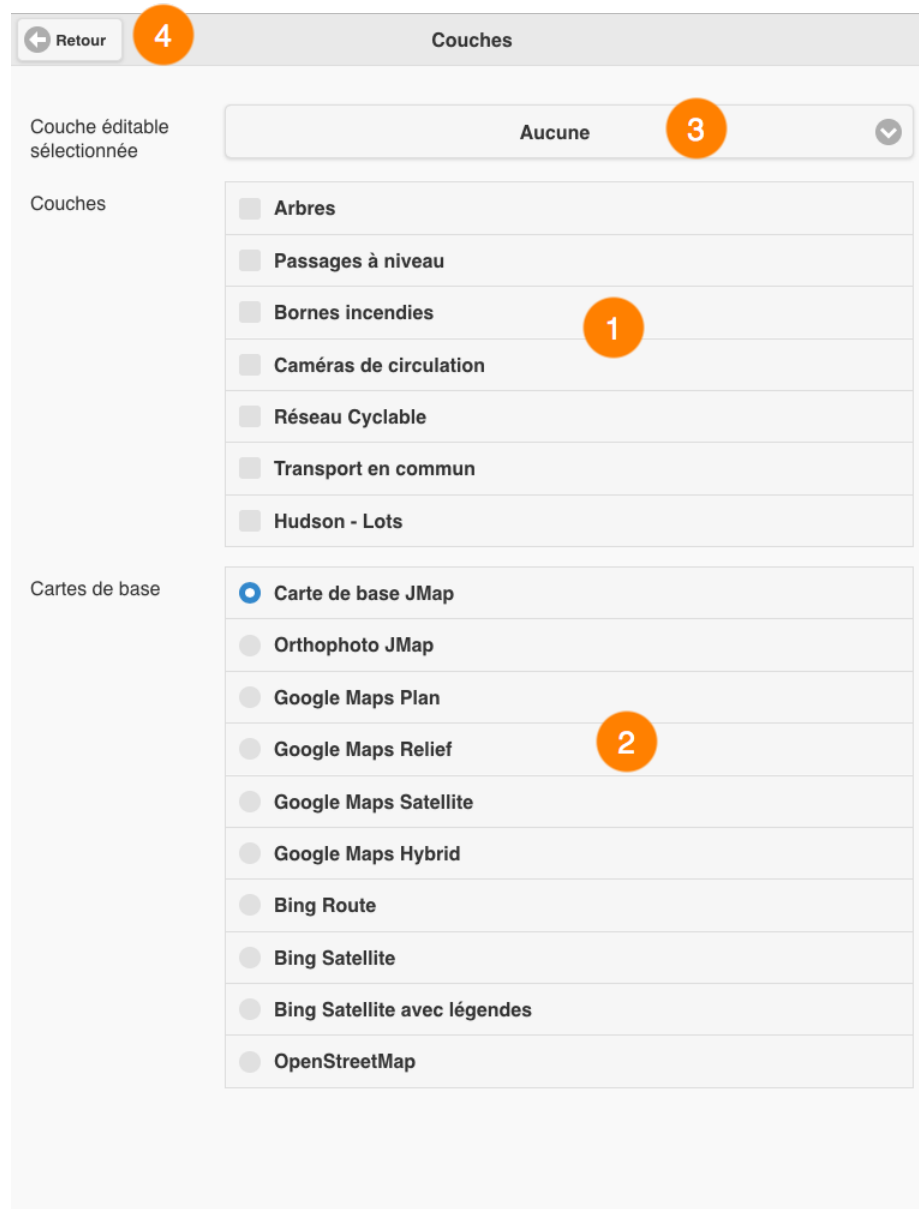 Retour
4
Couches
Couche éditable
sélectionnée
Aucune
3
Couches
Arbres
Passages à niveau
Bornes incendies
1
Caméras de circulation
Réseau Cyclable
Transport en commun
Hudson - Lots
Cartes de base
Carte de base JMap
Orthophoto JMap
Google Maps Plan
Google Maps Relief
2
Google Maps Satellite
Google Maps Hybrid
Bing Route
Bing Satellite
Bing Satellite avec légendes
OpenStreetMap